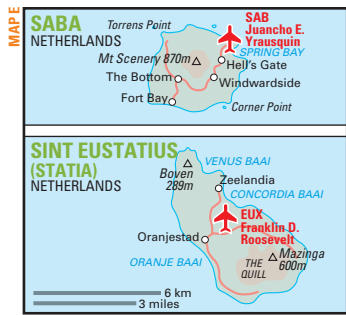 MAP E
SABA
NETHERLANDS
Torrens Point
SAB
Juancho E.
Yrausquin
SPRING BAY
Mt Scenery 870m
Hell's Gate
The Bottom
Windwardside
Fort Bay
Corner Point
SINT EUSTATIUS
(STATIA)
NETHERLANDS
VENUS BAAI
Boven
289m
Zeelandia
CONCORDIA BAAI
EUX
Franklin D.
Roosevelt
Oranjestad
ORANJE BAAI
Mazinga
600m
THE
QUILL
6 km
3 miles